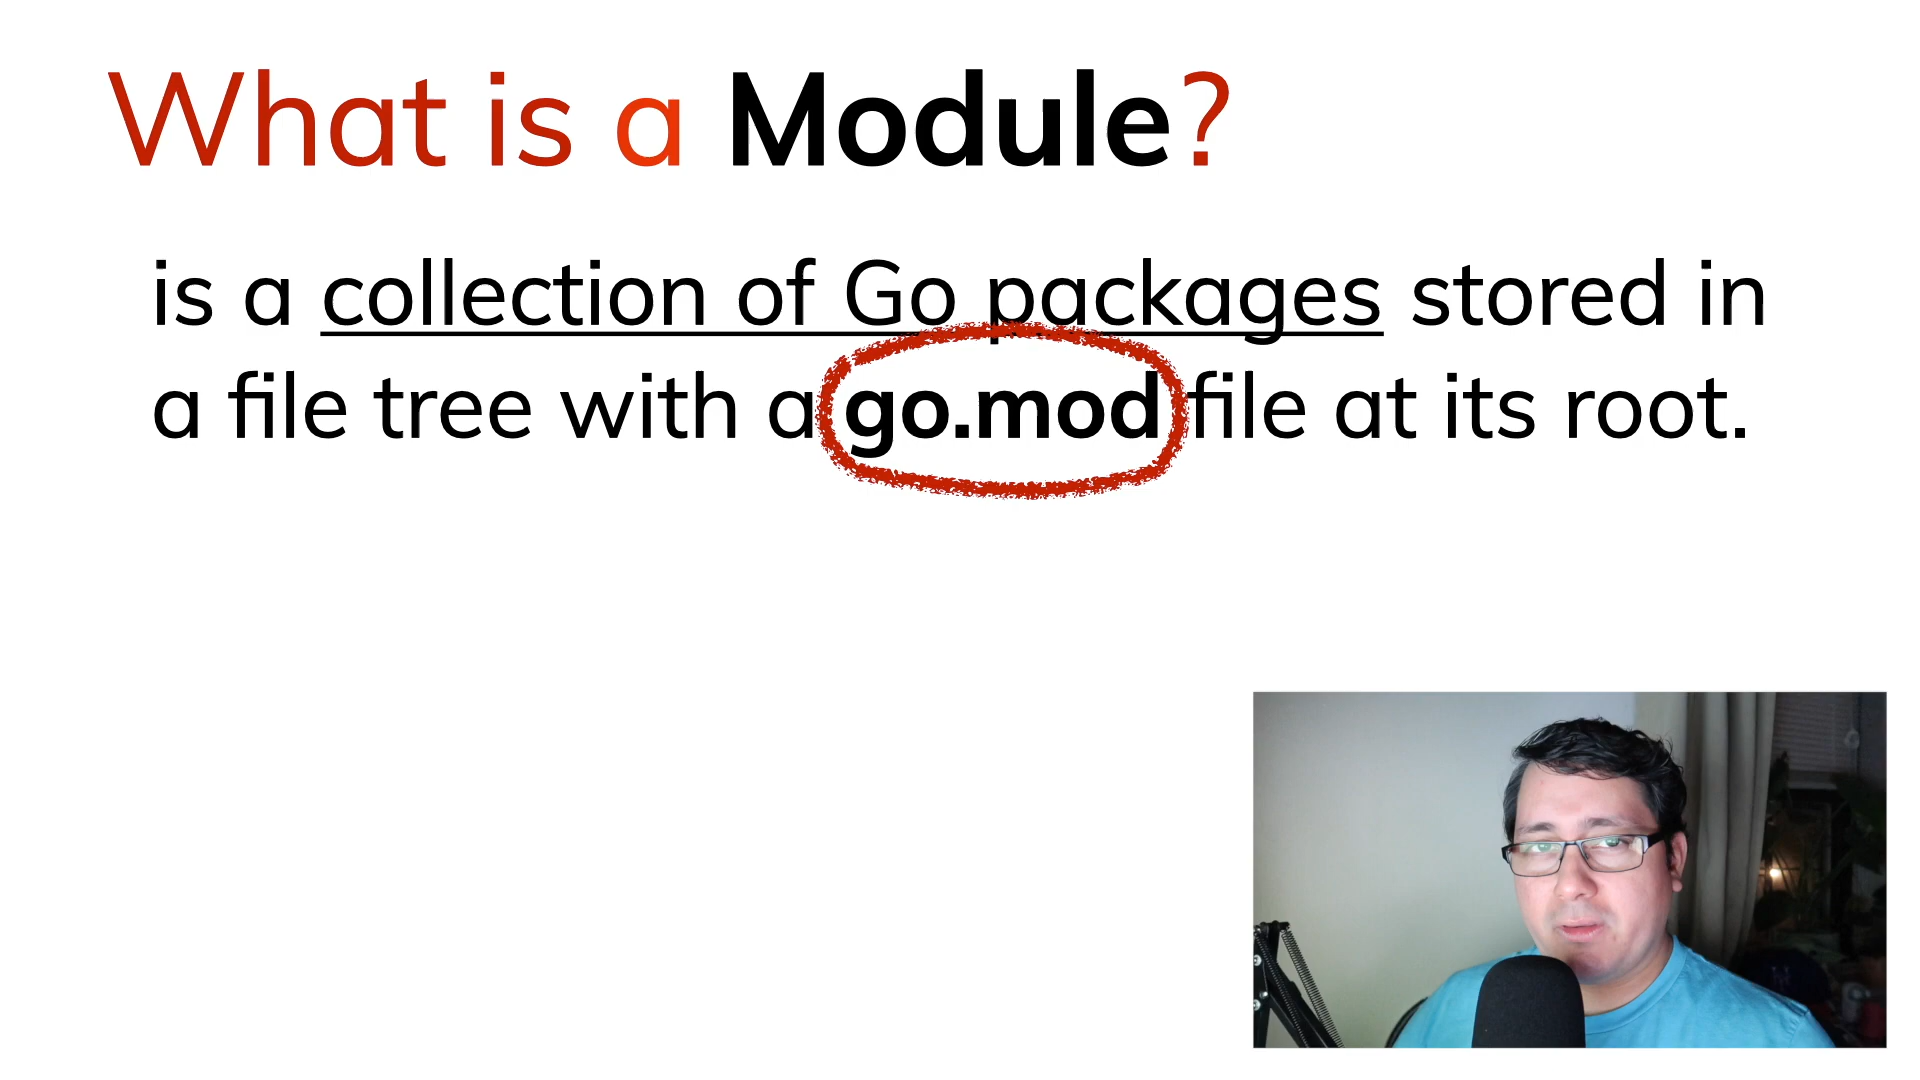 What is a Module?
is a collection of Go packages stored in
a file tree with a go.mod file at its root.